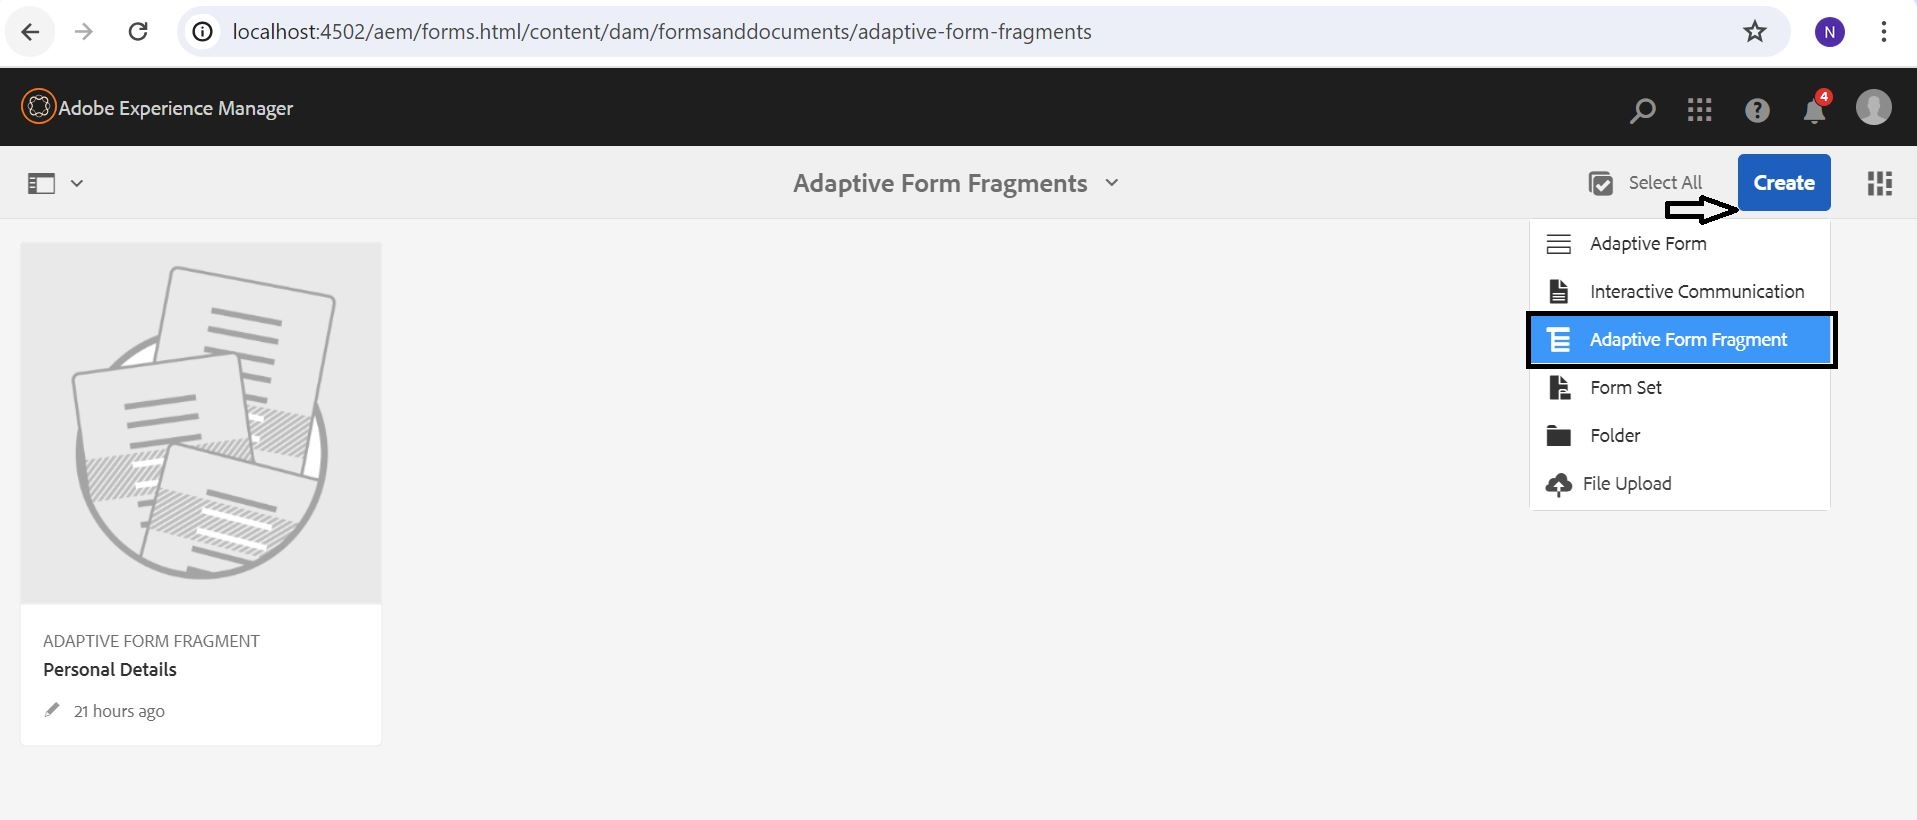 localhost:4502/aem/forms.html/content/dam/formsanddocuments/adaptive-form-fragments
N
Adobe Experience Manager
?
4
Adaptive Form Fragments
Select All
Create
Adaptive Form
Interactive Communication
Adaptive Form Fragment
Form Set
Folder
File Upload
ADAPTIVE FORM FRAGMENT
Personal Details
21 hours ago